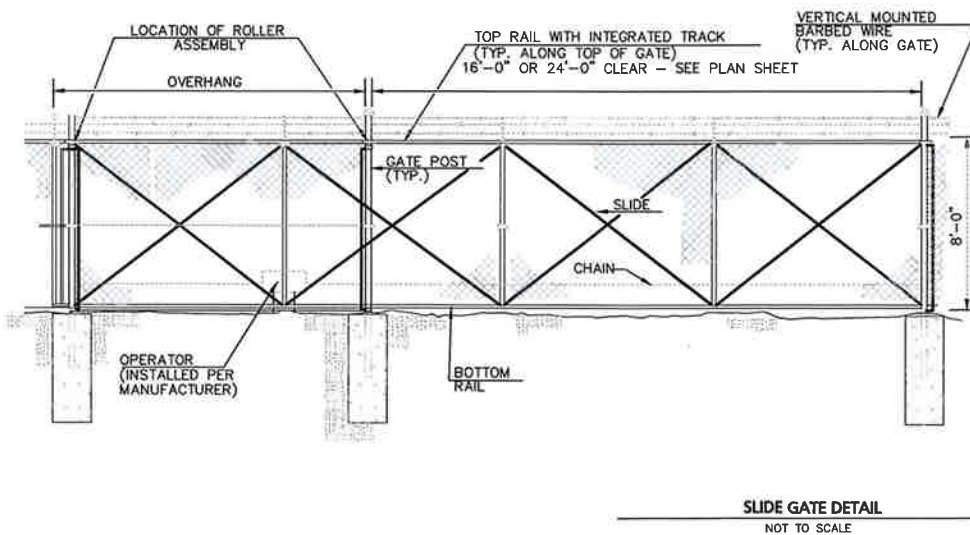 LOCATION OF ROLLER
ASSEMBLY
OVERHANG
TOP RAIL WITH INTEGRATED TRACK
(TYP. ALONG TOP OF GATE)
16'-0" OR 24'-0" CLEAR – SEE PLAN SHEET
VERTICAL MOUNTED
BARBED WIRE
(TYP. ALONG GATE)
GATE POST
(TYP.)
SLIDE
CHAIN
8'-0"
OPERATOR
(INSTALLED PER
MANUFACTURER)
BOTTOM
RAIL
SLIDE GATE DETAIL
NOT TO SCALE